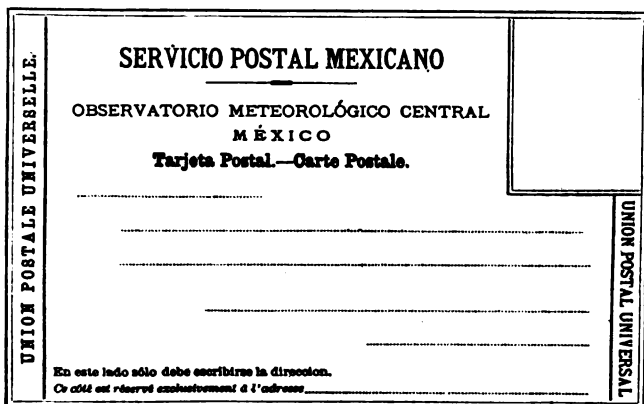 UNION POSTALE UNIVERSELLE.
SERVICIO POSTAL MEXICANO
OBSERVATORIO METEOROLÓGICO CENTRAL
MÉXICO
Tarjeta Postal.—Carte Postale.
UNION POSTAL UNIVERSAL
En este lado sólo debe escribirse la direccion.
Ce côté est réservé exclusivement á l'adresse